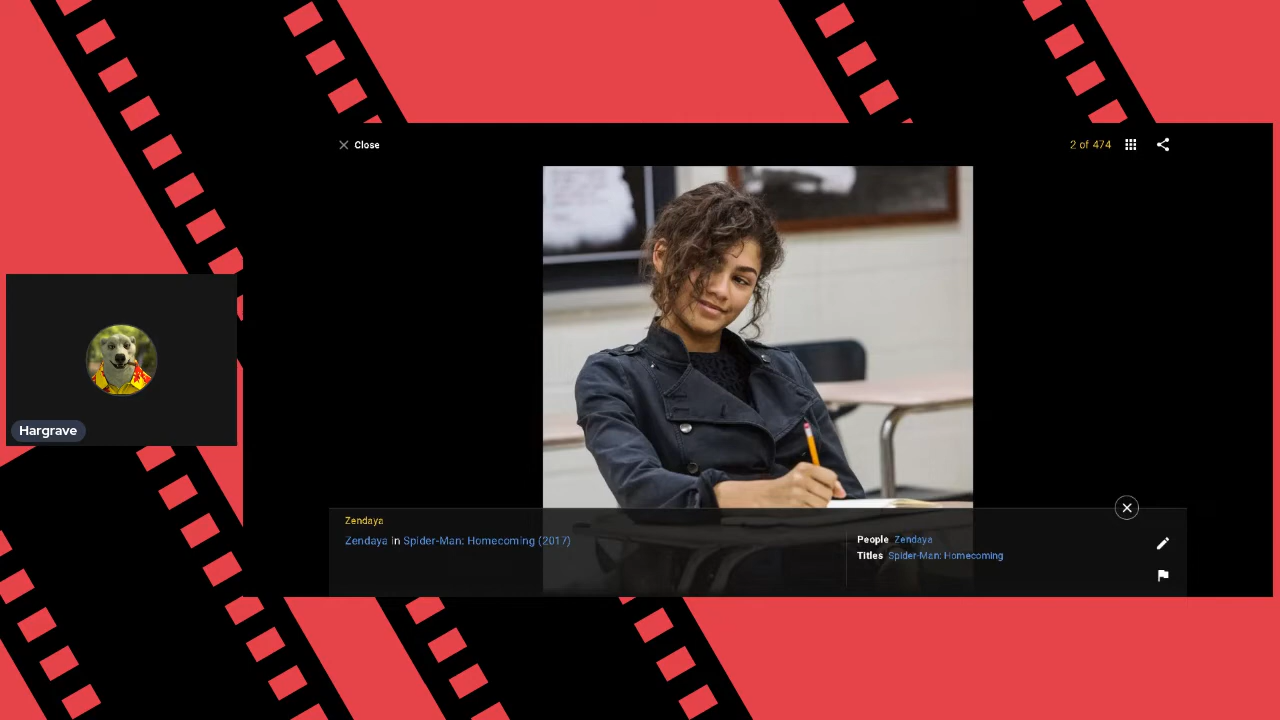 Close
2 of 474
Hargrave
Zendaya
Zendaya in Spider-Man: Homecoming (2017)
People Zendaya
Titles Spider-Man: Homecoming